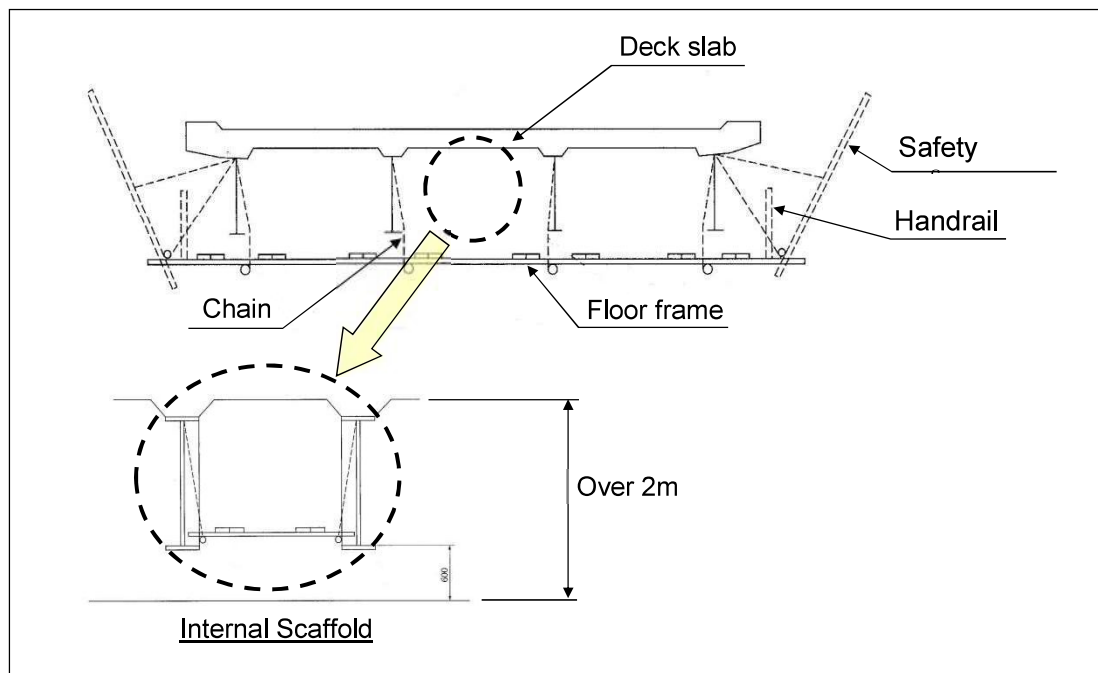 Deck slab
Safety
Handrail
Chain
Floor frame
Over 2m
600
Internal Scaffold